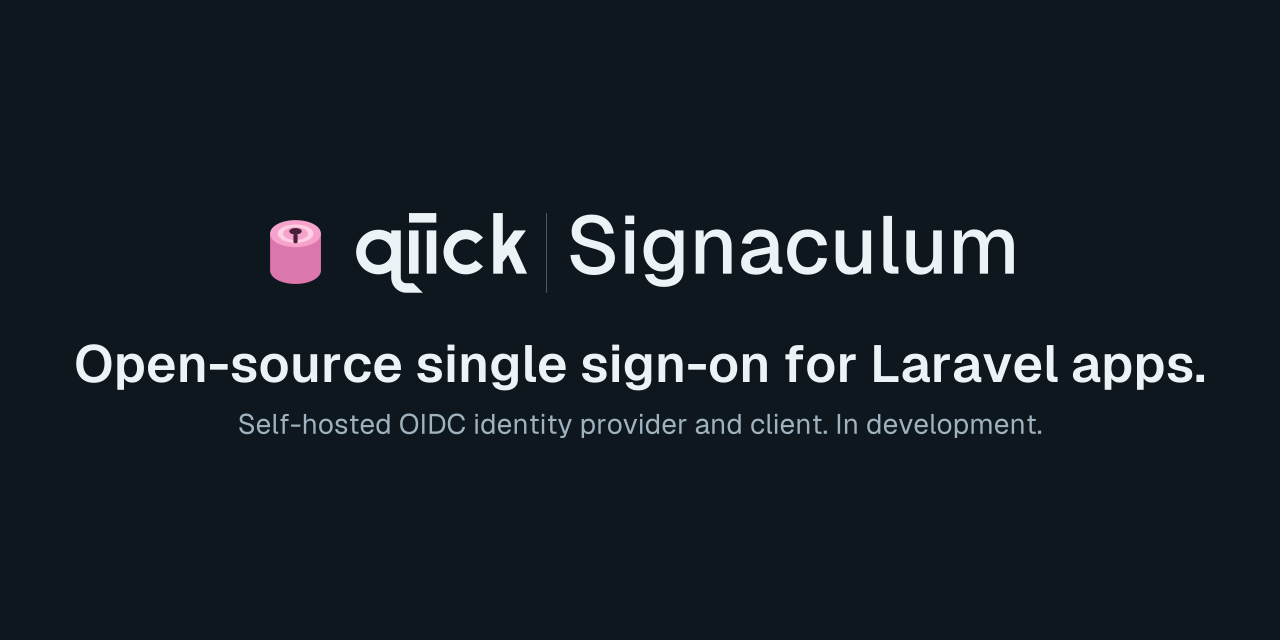 qiick Signaculum
Open-source single sign-on for Laravel apps.
Self-hosted OIDC identity provider and client. In development.